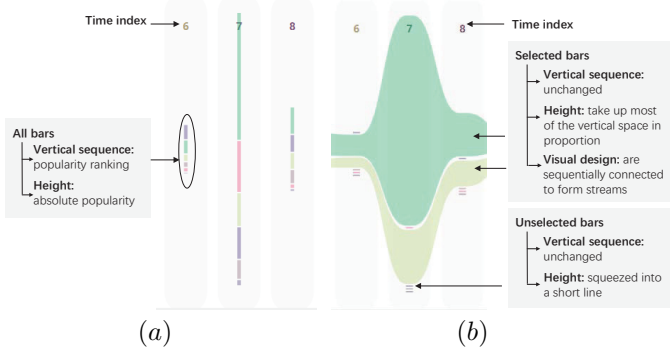 Time index
6
7
8
All bars
Vertical sequence:
popularity ranking
Height:
absolute popularity
(a)
6
7
8
Time index
Selected bars
Vertical sequence:
unchanged
Height: take up most
of the vertical space in
proportion
Visual design: are
sequentially connected
to form streams
Unselected bars
Vertical sequence:
unchanged
Height: squeezed into
a short line
(b)